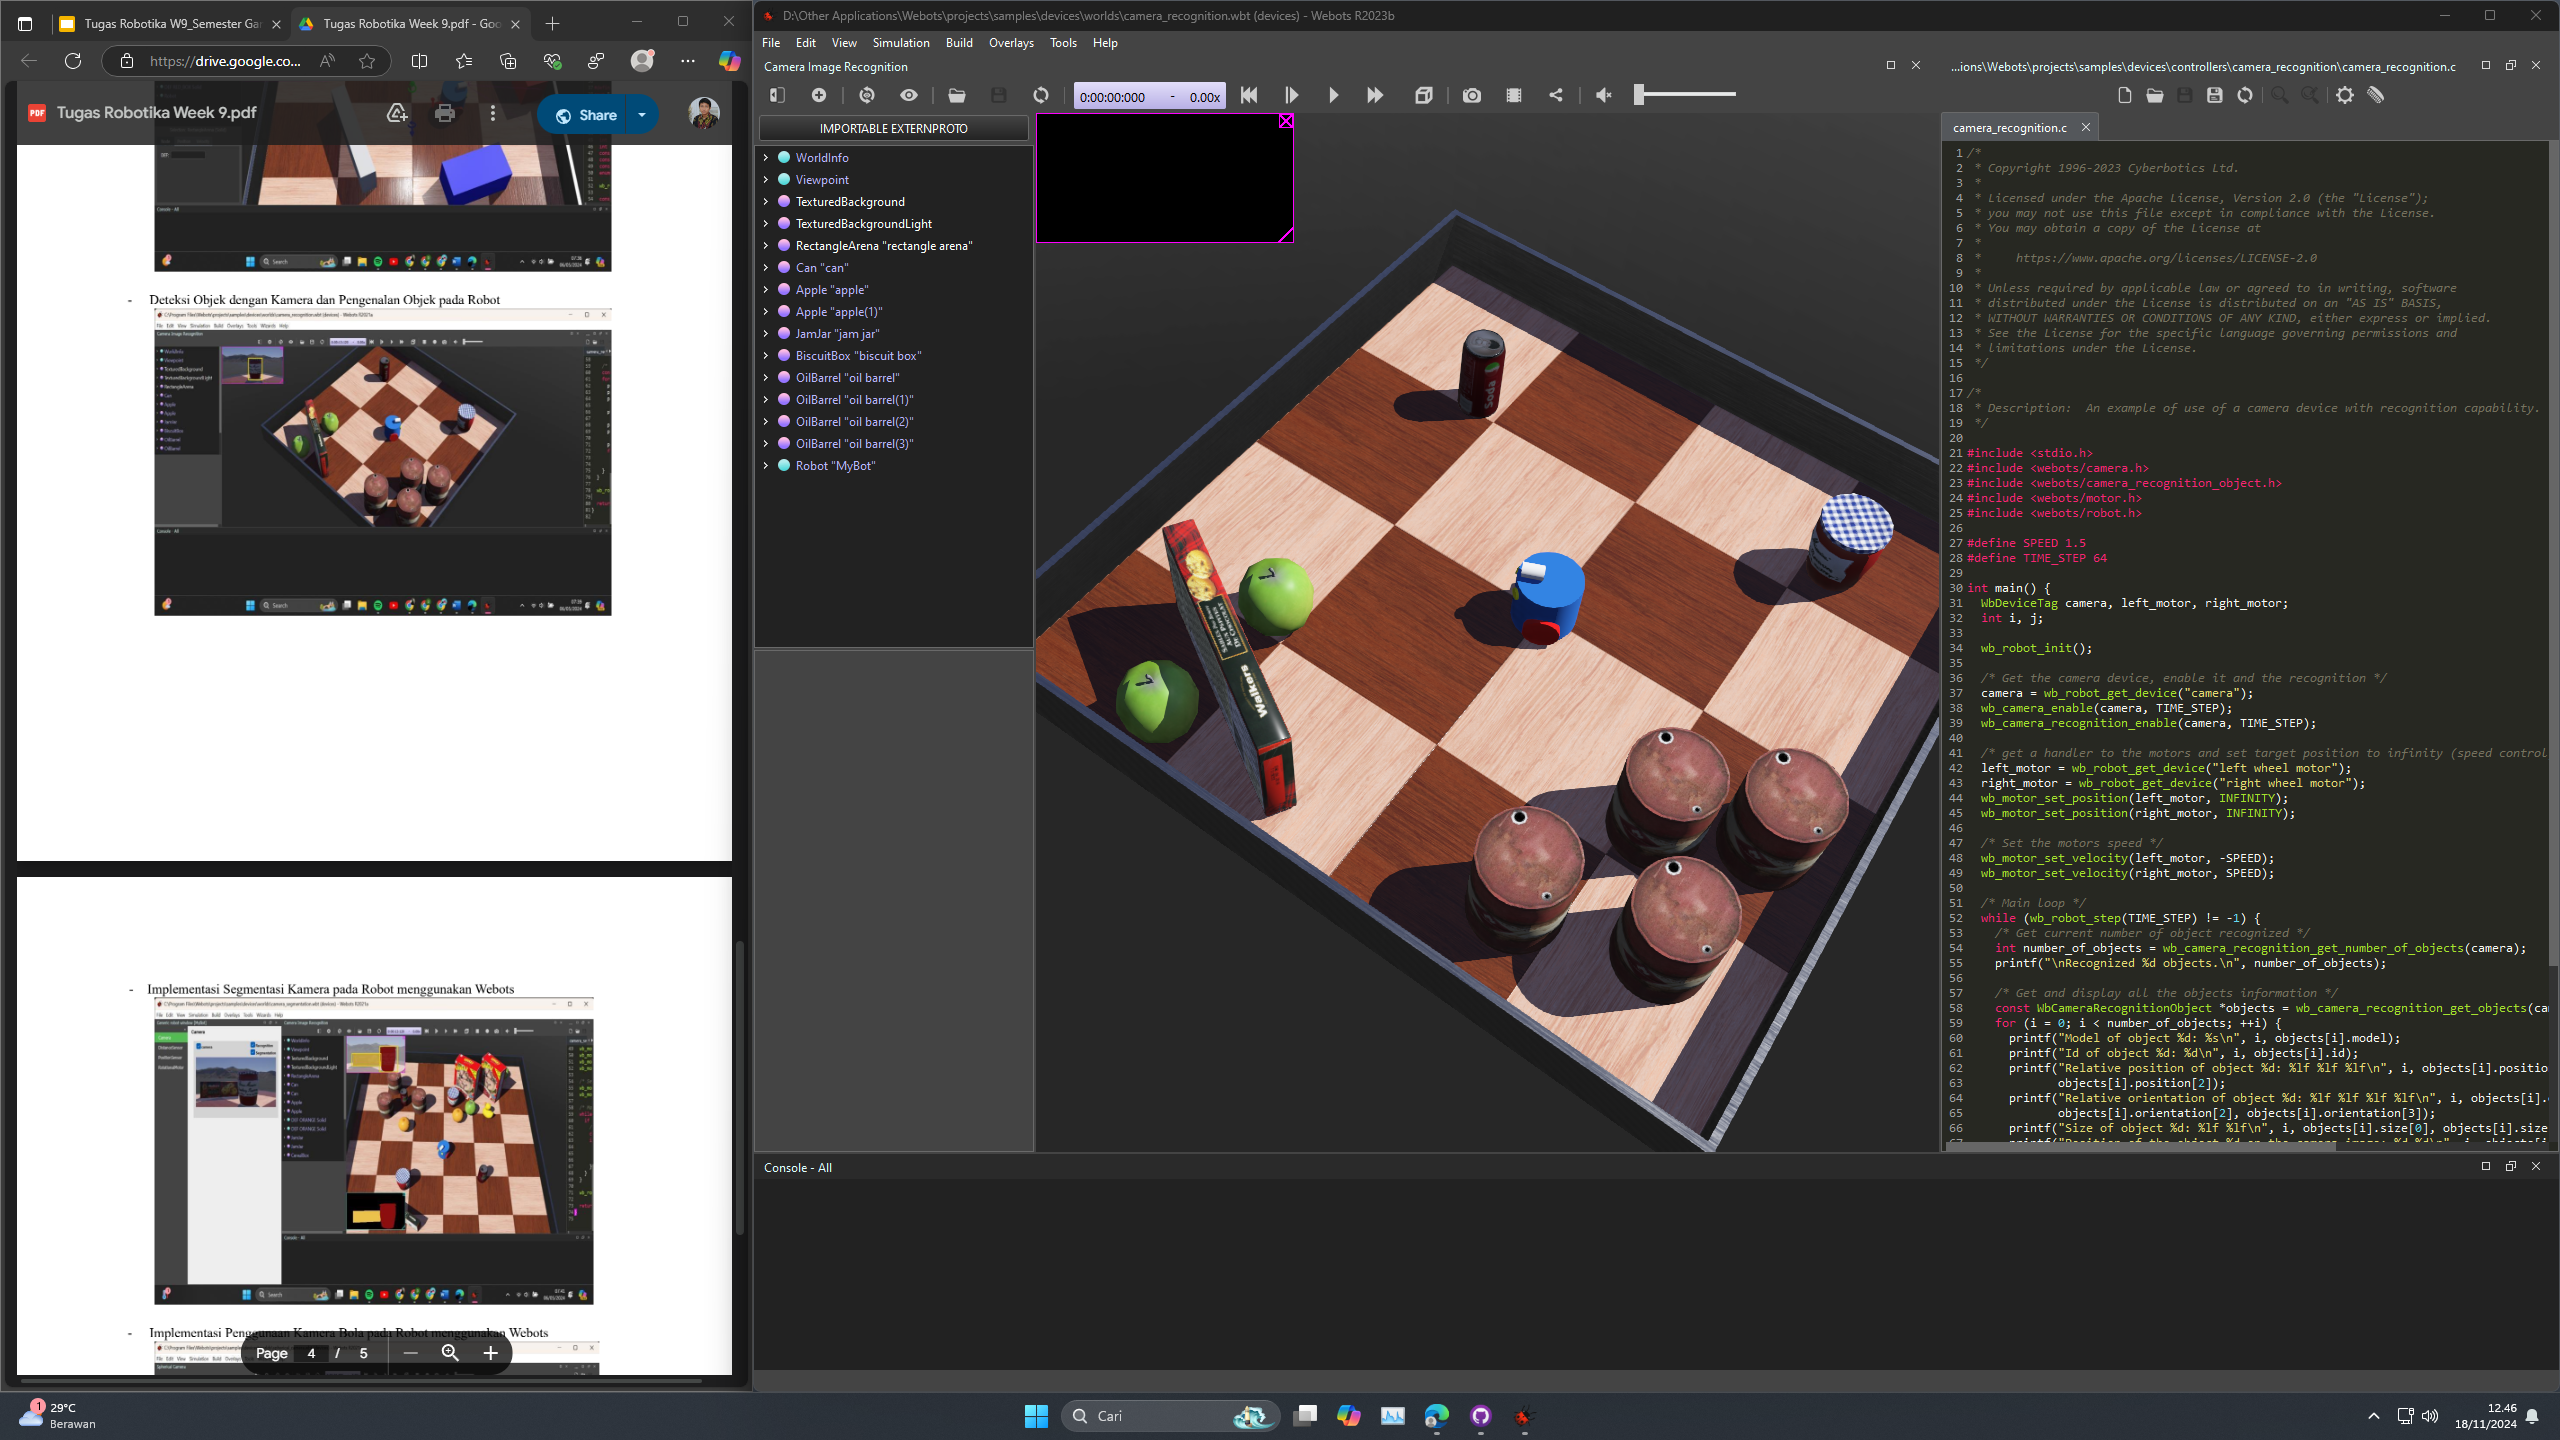 Tugas Robotika W9_Semester Gar
Tugas Robotika Week 9.pdf - Goo
https://drive.google.co...
PDF
Tugas Robotika Week 9.pdf
Share
- Deteksi Objek dengan Kamera dan Pengenalan Objek pada Robot
- Implementasi Segmentasi Kamera pada Robot menggunakan Webots
- Implementasi Penggunaan Kamera Bola pada Robot menggunakan Webots
Page 4 / 5
D:\Other Applications\Webots\projects\samples\devices\worlds\camera_recognition.wbt (devices) - Webots R2023b
File Edit View Simulation Build Overlays Tools Help
Camera Image Recognition
0:00:00:000 - 0.00x
IMPORTABLE EXTERNPROTO
WorldInfo
Viewpoint
TexturedBackground
TexturedBackgroundLight
RectangleArena "rectangle arena"
Can "can"
Apple "apple"
Apple "apple(1)"
JamJar "jam jar"
BiscuitBox "biscuit box"
OilBarrel "oil barrel"
OilBarrel "oil barrel(1)"
OilBarrel "oil barrel(2)"
OilBarrel "oil barrel(3)"
Robot "MyBot"
Soda
Walkers
...ions\Webots\projects\samples\devices\controllers\camera_recognition\camera_recognition.c
camera_recognition.c
1 /*
2 * Copyright 1996-2023 Cyberbotics Ltd.
3 *
4 * Licensed under the Apache License, Version 2.0 (the "License");
5 * you may not use this file except in compliance with the License.
6 * You may obtain a copy of the License at
7 *
8 * https://www.apache.org/licenses/LICENSE-2.0
9 *
10 * Unless required by applicable law or agreed to in writing, software
11 * distributed under the License is distributed on an "AS IS" BASIS,
12 * WITHOUT WARRANTIES OR CONDITIONS OF ANY KIND, either express or implied.
13 * See the License for the specific language governing permissions and
14 * limitations under the License.
15 */
16
17 /*
18 * Description: An example of use of a camera device with recognition capability.
19 */
20
21 #include <stdio.h>
22 #include <webots/camera.h>
23 #include <webots/camera_recognition_object.h>
24 #include <webots/motor.h>
25 #include <webots/robot.h>
26
27 #define SPEED 1.5
28 #define TIME_STEP 64
29
30 int main() {
31 WbDeviceTag camera, left_motor, right_motor;
32 int i, j;
33
34 wb_robot_init();
35
36 /* Get the camera device, enable it and the recognition */
37 camera = wb_robot_get_device("camera");
38 wb_camera_enable(camera, TIME_STEP);
39 wb_camera_recognition_enable(camera, TIME_STEP);
40
41 /* get a handler to the motors and set target position to infinity (speed control
42 left_motor = wb_robot_get_device("left wheel motor");
43 right_motor = wb_robot_get_device("right wheel motor");
44 wb_motor_set_position(left_motor, INFINITY);
45 wb_motor_set_position(right_motor, INFINITY);
46
47 /* Set the motors speed */
48 wb_motor_set_velocity(left_motor, -SPEED);
49 wb_motor_set_velocity(right_motor, SPEED);
50
51 /* Main loop */
52 while (wb_robot_step(TIME_STEP) != -1) {
53 /* Get current number of object recognized */
54 int number_of_objects = wb_camera_recognition_get_number_of_objects(camera);
55 printf("\nRecognized %d objects.\n", number_of_objects);
56
57 /* Get and display all the objects information */
58 const WbCameraRecognitionObject *objects = wb_camera_recognition_get_objects(ca
59 for (i = 0; i < number_of_objects; ++i) {
60 printf("Model of object %d: %s\n", i, objects[i].model);
61 printf("Id of object %d: %d\n", i, objects[i].id);
62 printf("Relative position of object %d: %lf %lf %lf\n", i, objects[i].positio
63 objects[i].position[2]);
64 printf("Relative orientation of object %d: %lf %lf %lf %lf\n", i, objects[i].
65 objects[i].orientation[2], objects[i].orientation[3]);
66 printf("Size of object %d: %lf %lf\n", i, objects[i].size[0], objects[i].size
Console - All
1
29°C
Berawan
Cari
12.46
18/11/2024